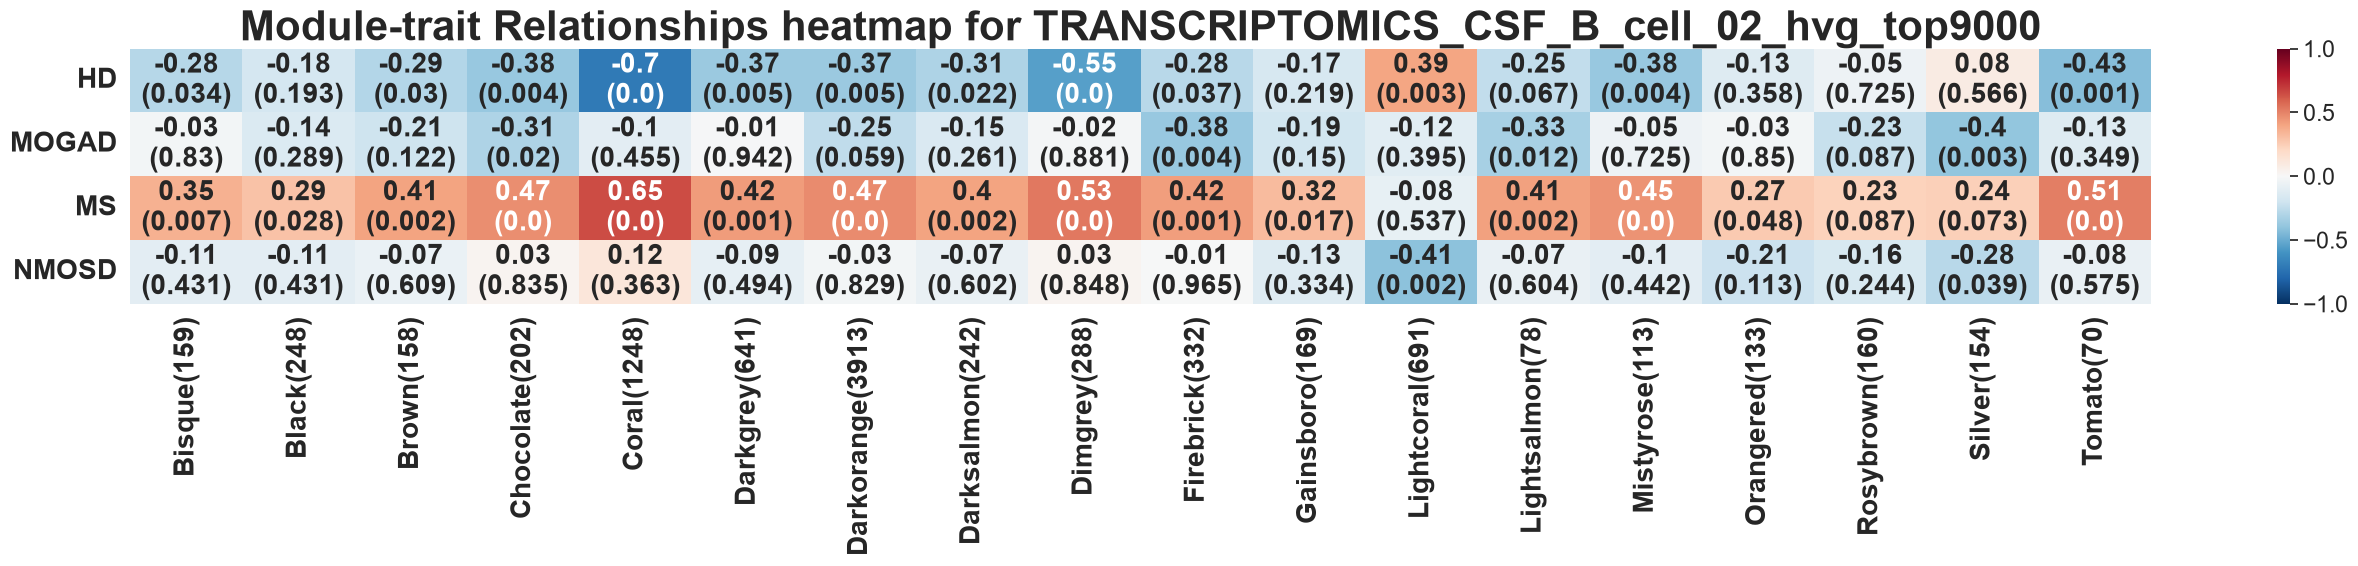 Module-trait Relationships heatmap for TRANSCRIPTOMICS_CSF_B_cell_02_hvg_top9000
HD
-0.28 -0.18 -0.29 -0.38 -0.7 -0.37 -0.37 -0.31 -0.55 -0.28 -0.17 0.39 -0.25 -0.38 -0.13 -0.05 0.08 -0.43
(0.034) (0.193) (0.03) (0.004) (0.0) (0.005) (0.005) (0.022) (0.0) (0.037) (0.219) (0.003) (0.067) (0.004) (0.358) (0.725) (0.566) (0.001)
MOGAD
-0.03 -0.14 -0.21 -0.31 -0.1 -0.01 -0.25 -0.15 -0.02 -0.38 -0.19 -0.12 -0.33 -0.05 -0.03 -0.23 -0.4 -0.13
(0.83) (0.289) (0.122) (0.02) (0.455) (0.942) (0.059) (0.261) (0.881) (0.004) (0.15) (0.395) (0.012) (0.725) (0.85) (0.087) (0.003) (0.349)
MS
0.35 0.29 0.41 0.47 0.65 0.42 0.47 0.4 0.53 0.42 0.32 -0.08 0.41 0.45 0.27 0.23 0.24 0.51
(0.007) (0.028) (0.002) (0.0) (0.0) (0.001) (0.0) (0.002) (0.0) (0.001) (0.017) (0.537) (0.002) (0.0) (0.048) (0.087) (0.073) (0.0)
NMOSD
-0.11 -0.11 -0.07 0.03 0.12 -0.09 -0.03 -0.07 0.03 -0.01 -0.13 -0.41 -0.07 -0.1 -0.21 -0.16 -0.28 -0.08
(0.431) (0.431) (0.609) (0.835) (0.363) (0.494) (0.829) (0.602) (0.848) (0.965) (0.334) (0.002) (0.604) (0.442) (0.113) (0.244) (0.039) (0.575)
Bisque(159)
Black(248)
Brown(158)
Chocolate(202)
Coral(1248)
Darkgrey(641)
Darkorange(3913)
Darksalmon(242)
Dimgrey(288)
Firebrick(332)
Gainsboro(169)
Lightcoral(691)
Lightsalmon(78)
Mistyrose(113)
Orangered(133)
Rosybrown(160)
Silver(154)
Tomato(70)
1.0
0.5
0.0
−0.5
−1.0